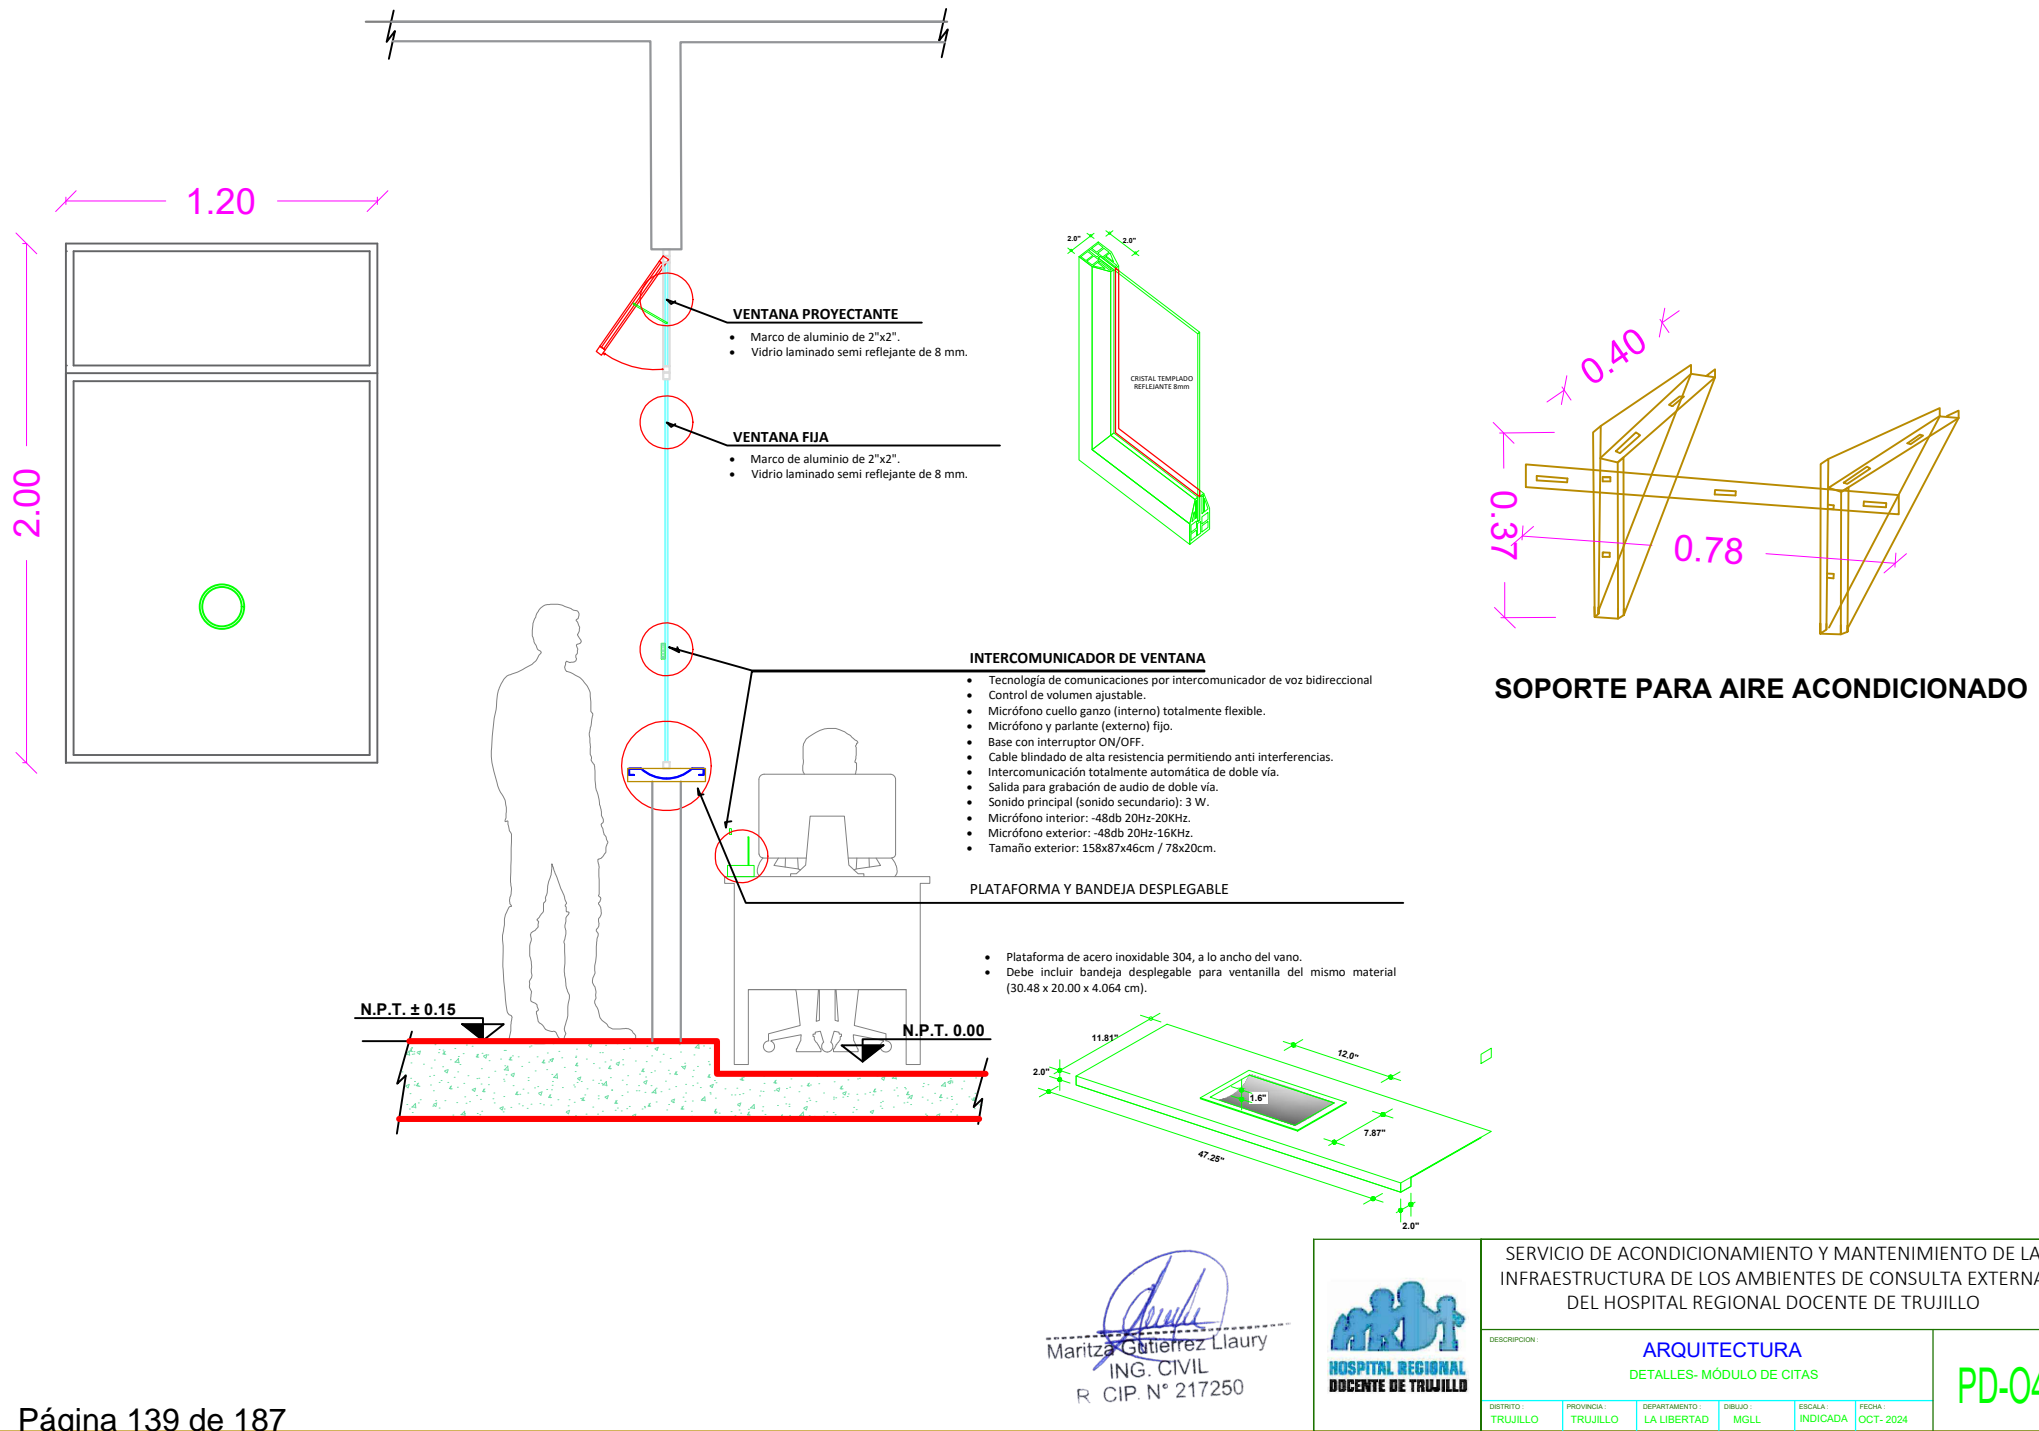 1.20
2.00
VENTANA PROYECTANTE
• Marco de aluminio de 2"x2".
• Vidrio laminado semi reflejante de 8 mm.
VENTANA FIJA
• Marco de aluminio de 2"x2".
• Vidrio laminado semi reflejante de 8 mm.
2.0"
2.0"
CRISTAL TEMPLADO
REFLEJANTE 8mm
0.40
0.37
0.78
SOPORTE PARA AIRE ACONDICIONADO
INTERCOMUNICADOR DE VENTANA
• Tecnología de comunicaciones por intercomunicador de voz bidireccional
• Control de volumen ajustable.
• Micrófono cuello ganzo (interno) totalmente flexible.
• Micrófono y parlante (externo) fijo.
• Base con interruptor ON/OFF.
• Cable blindado de alta resistencia permitiendo anti interferencias.
• Intercomunicación totalmente automática de doble vía.
• Salida para grabación de audio de doble vía.
• Sonido principal (sonido secundario): 3 W.
• Micrófono interior: -48db 20Hz-20KHz.
• Micrófono exterior: -48db 20Hz-16KHz.
• Tamaño exterior: 158x87x46cm / 78x20cm.
PLATAFORMA Y BANDEJA DESPLEGABLE
• Plataforma de acero inoxidable 304, a lo ancho del vano.
• Debe incluir bandeja desplegable para ventanilla del mismo material
(30.48 x 20.00 x 4.064 cm).
N.P.T. ± 0.15
N.P.T. 0.00
11.81"
2.0"
12.0"
1.6"
7.87"
47.25"
2.0"
Maritza Gutierrez Llaury
ING. CIVIL
R CIP. N° 217250
HOSPITAL REGIONAL
DOCENTE DE TRUJILLO
SERVICIO DE ACONDICIONAMIENTO Y MANTENIMIENTO DE LA
INFRAESTRUCTURA DE LOS AMBIENTES DE CONSULTA EXTERNA
DEL HOSPITAL REGIONAL DOCENTE DE TRUJILLO
DESCRIPCION :
ARQUITECTURA
DETALLES- MÓDULO DE CITAS
PD-04
DISTRITO : PROVINCIA : DEPARTAMENTO : DIBUJO : ESCALA : FECHA :
TRUJILLO TRUJILLO LA LIBERTAD MGLL INDICADA OCT- 2024
Página 139 de 187